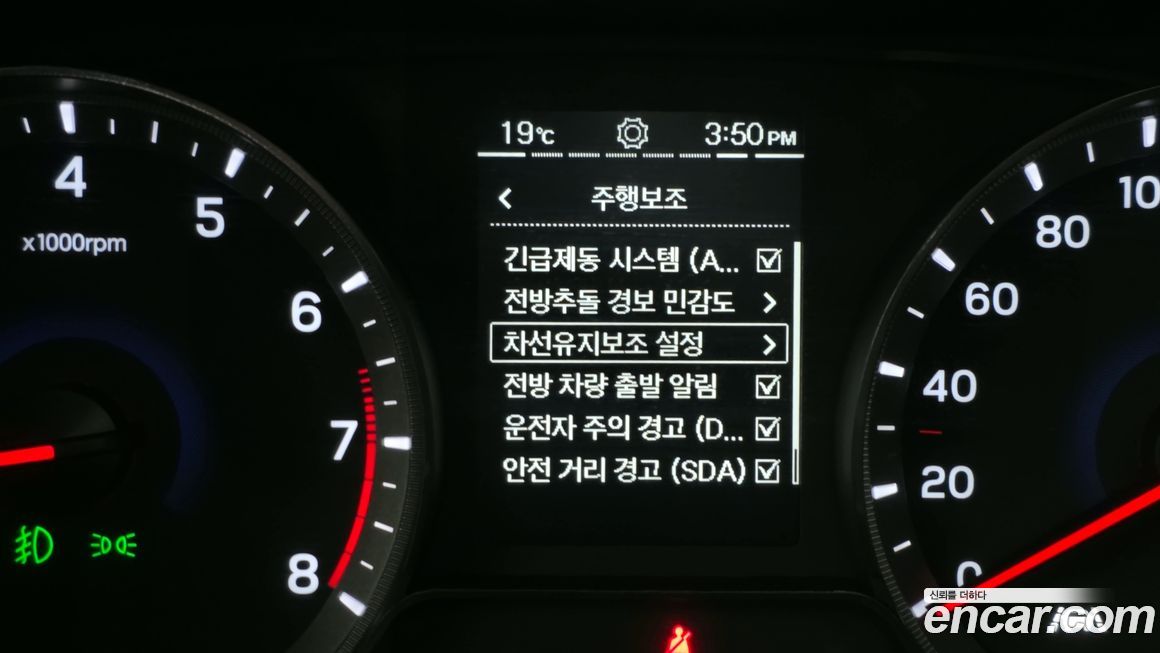 19℃
3:50 PM
주행보조
긴급제동 시스템 (A...
전방추돌 경보 민감도
차선유지보조 설정
전방 차량 출발 알림
운전자 주의 경고 (D...
안전 거리 경고 (SDA)
4
5
x1000rpm
6
7
8
10
60
40
20
0
신뢰를 더하다
encar.com